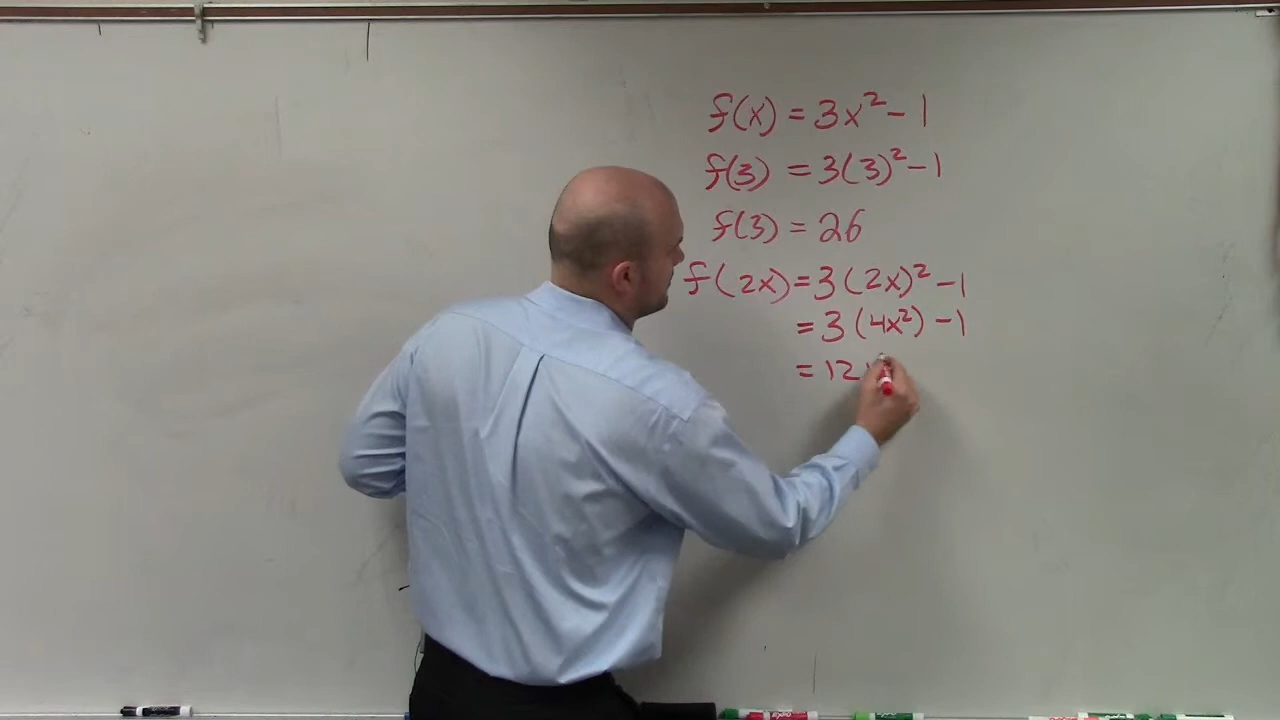 f(x) = 3x² - 1
f(3) = 3(3)² - 1
f(3) = 26
f(2x) = 3(2x)² - 1
= 3(4x²) - 1
= 12